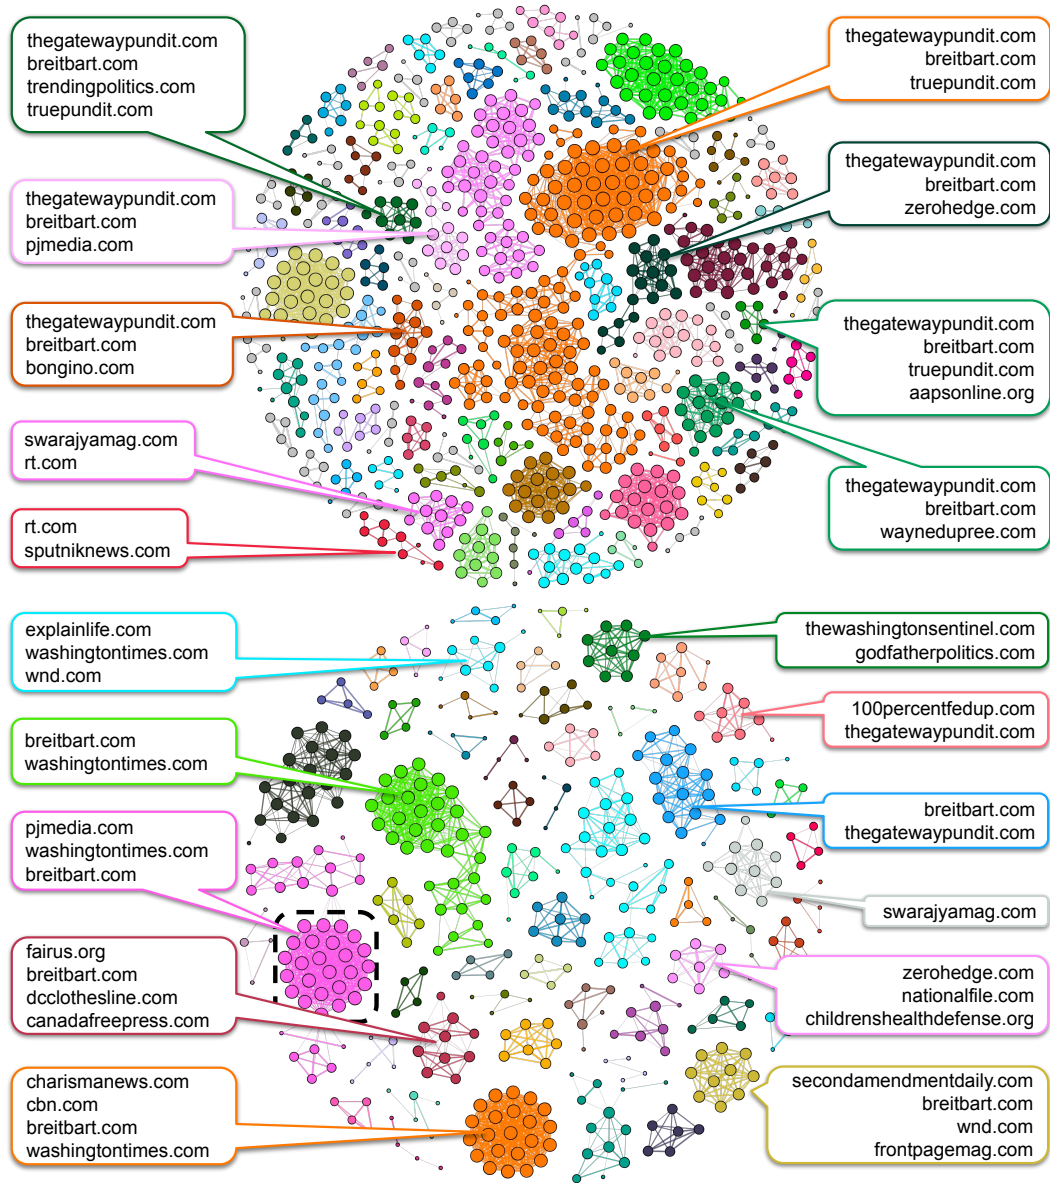 thegatewaypundit.com
breitbart.com
trendingpolitics.com
truepundit.com
thegatewaypundit.com
breitbart.com
truepundit.com
thegatewaypundit.com
breitbart.com
pjmedia.com
thegatewaypundit.com
breitbart.com
zerohedge.com
thegatewaypundit.com
breitbart.com
bongino.com
thegatewaypundit.com
breitbart.com
truepundit.com
aapsonline.org
swarajyamag.com
rt.com
thegatewaypundit.com
breitbart.com
waynedupree.com
rt.com
sputniknews.com
explainlife.com
washingtontimes.com
wnd.com
thewashingtonsentinel.com
godfatherpolitics.com
breitbart.com
washingtontimes.com
100percentfedup.com
thegatewaypundit.com
pjmedia.com
washingtontimes.com
breitbart.com
breitbart.com
thegatewaypundit.com
swarajyamag.com
fairus.org
breitbart.com
dcclothesline.com
canadafreepress.com
zerohedge.com
nationalfile.com
childrenshealthdefense.org
charismanews.com
cbn.com
breitbart.com
washingtontimes.com
secondamendmentdaily.com
breitbart.com
wnd.com
frontpagemag.com